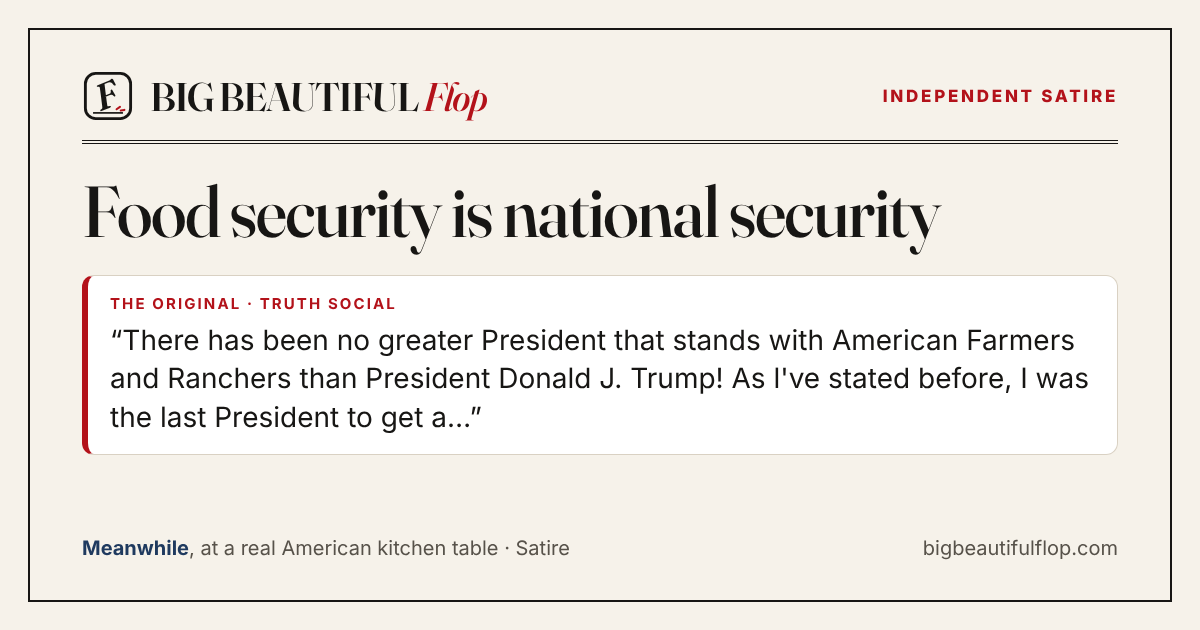 F
BIG BEAUTIFUL Flop
INDEPENDENT SATIRE
Food security is national security
THE ORIGINAL · TRUTH SOCIAL
“There has been no greater President that stands with American Farmers
and Ranchers than President Donald J. Trump! As I've stated before, I was
the last President to get a...”
Meanwhile, at a real American kitchen table · Satire
bigbeautifulflop.com